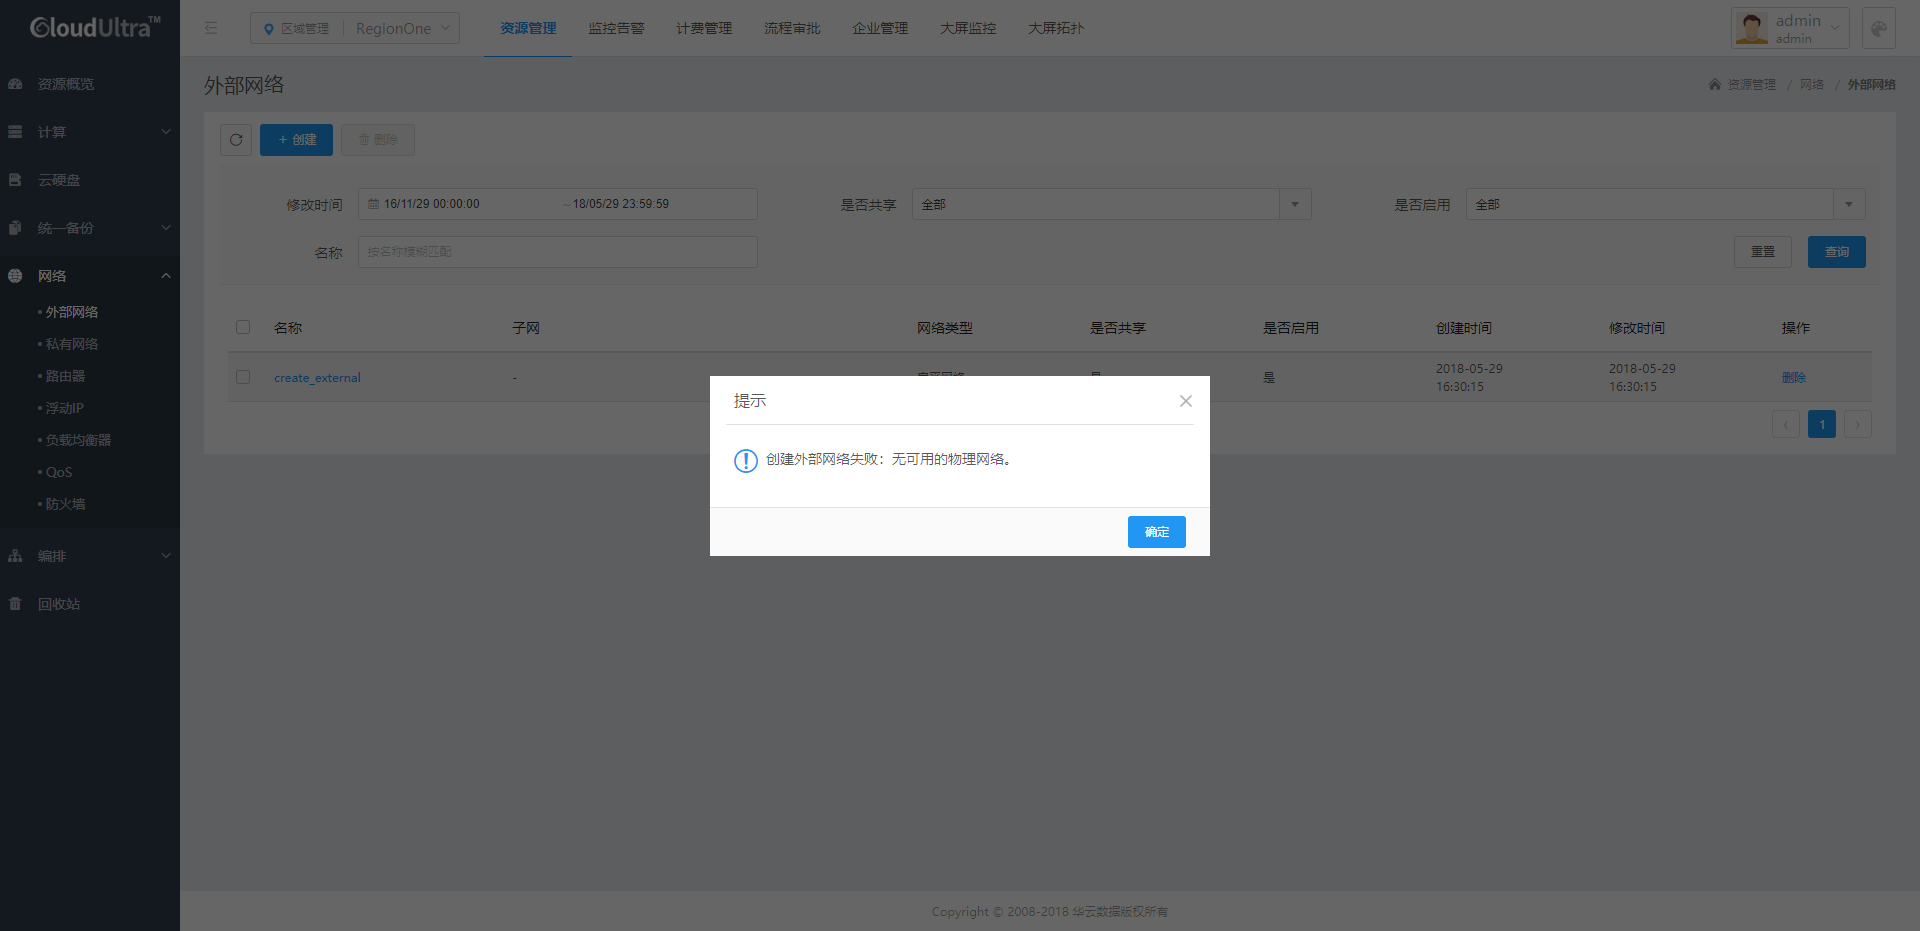 CloudUltra™
区域管理 RegionOne 资源管理 监控告警 计费管理 流程审批 企业管理 大屏监控 大屏拓扑 admin
admin
资源概览
计算
云硬盘
统一备份
网络
外部网络
私有网络
路由器
浮动IP
负载均衡器
QoS
防火墙
编排
回收站
外部网络
资源管理 / 网络 / 外部网络
+ 创建 删除
修改时间 16/11/29 00:00:00 ~ 18/05/29 23:59:59 是否共享 全部 是否启用 全部
名称 按名称模糊匹配 重置 查询
名称 子网 网络类型 是否共享 是否启用 创建时间 修改时间 操作
create_external - 是 2018-05-29 16:30:15 2018-05-29 16:30:15 删除
‹ 1 ›
提示
创建外部网络失败：无可用的物理网络。
确定
Copyright © 2008-2018 华云数据版权所有